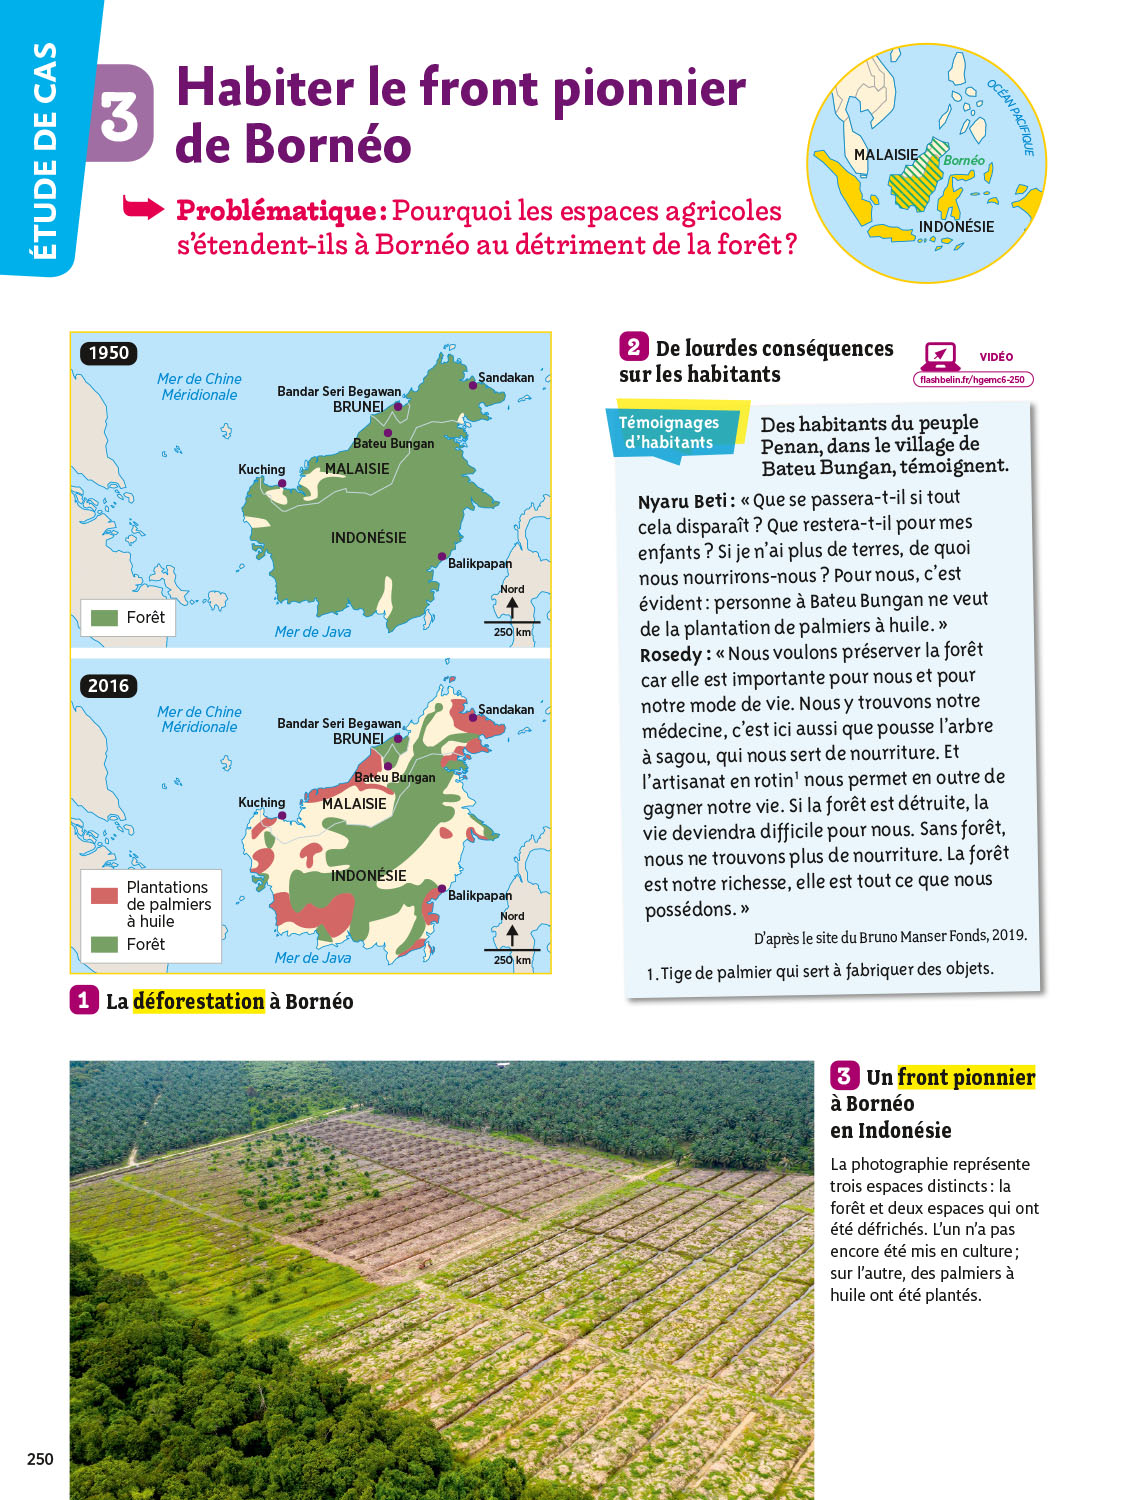 ÉTUDE DE CAS
3
Habiter le front pionnier
de Bornéo
Problématique : Pourquoi les espaces agricoles
s’étendent-ils à Bornéo au détriment de la forêt ?
OCÉAN PACIFIQUE
MALAISIE
Bornéo
INDONÉSIE
1950
Mer de Chine
Méridionale
Sandakan
Bandar Seri Begawan
BRUNEI
Bateu Bungan
Kuching
MALAISIE
INDONÉSIE
Balikpapan
Nord
Forêt
250 km
Mer de Java
2016
Mer de Chine
Méridionale
Sandakan
Bandar Seri Begawan
BRUNEI
Bateu Bungan
Kuching
MALAISIE
INDONÉSIE
Plantations
de palmiers
à huile
Forêt
Balikpapan
Nord
250 km
Mer de Java
1 La déforestation à Bornéo
2 De lourdes conséquences
sur les habitants
VIDÉO
flashbelin.fr/hgemc6-250
Témoignages
d’habitants
Des habitants du peuple
Penan, dans le village de
Bateu Bungan, témoignent.
Nyaru Beti : « Que se passera-t-il si tout
cela disparaît ? Que restera-t-il pour mes
enfants ? Si je n’ai plus de terres, de quoi
nous nourrirons-nous ? Pour nous, c’est
évident : personne à Bateu Bungan ne veut
de la plantation de palmiers à huile. »
Rosedy : « Nous voulons préserver la forêt
car elle est importante pour nous et pour
notre mode de vie. Nous y trouvons notre
médecine, c’est ici aussi que pousse l’arbre
à sagou, qui nous sert de nourriture. Et
l’artisanat en rotin¹ nous permet en outre de
gagner notre vie. Si la forêt est détruite, la
vie deviendra difficile pour nous. Sans forêt,
nous ne trouvons plus de nourriture. La forêt
est notre richesse, elle est tout ce que nous
possédons. »
D’après le site du Bruno Manser Fonds, 2019.
1. Tige de palmier qui sert à fabriquer des objets.
3 Un front pionnier
à Bornéo
en Indonésie
La photographie représente
trois espaces distincts : la
forêt et deux espaces qui ont
été défrichés. L’un n’a pas
encore été mis en culture ;
sur l’autre, des palmiers à
huile ont été plantés.
250